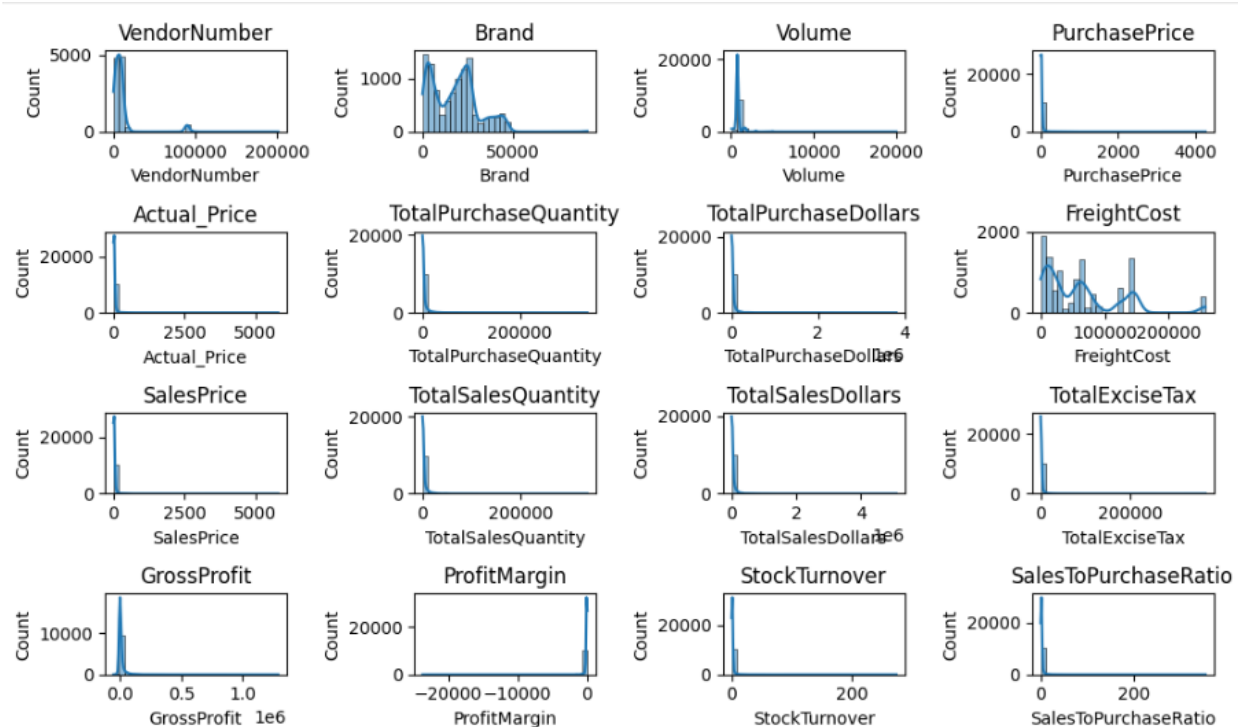 VendorNumber Brand Volume PurchasePrice
5000 1000 20000 20000
Count Count Count Count
0 0 0 0
0 100000 200000 0 50000 0 10000 20000 0 2000 4000
VendorNumber Brand Volume PurchasePrice
Actual_Price TotalPurchaseQuantity TotalPurchaseDollars FreightCost
20000 20000 20000 2000
Count Count Count Count
0 0 0 0
0 2500 5000 0 200000 0 2 4 0 100000 200000
1e6
Actual_Price TotalPurchaseQuantity TotalPurchaseDollars FreightCost
SalesPrice TotalSalesQuantity TotalSalesDollars TotalExciseTax
20000 20000 20000 20000
Count Count Count Count
0 0 0 0
0 2500 5000 0 200000 0 2 4 0 200000
1e6
SalesPrice TotalSalesQuantity TotalSalesDollars TotalExciseTax
GrossProfit ProfitMargin StockTurnover SalesToPurchaseRatio
10000 20000 20000 20000
Count Count Count Count
0 0 0 0
0.0 0.5 1.0 −20000 −10000 0 0 200 0 200
GrossProfit 1e6 ProfitMargin StockTurnover SalesToPurchaseRatio